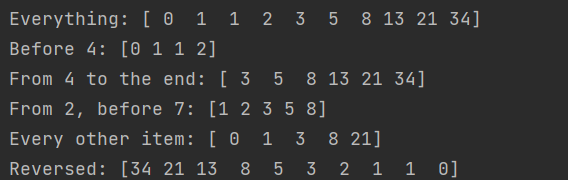 Everything: [ 0  1  1  2  3  5  8 13 21 34]
Before 4: [0 1 1 2]
From 4 to the end: [ 3  5  8 13 21 34]
From 2, before 7: [1 2 3 5 8]
Every other item: [ 0  1  3  8 21]
Reversed: [34 21 13  8  5  3  2  1  1  0]